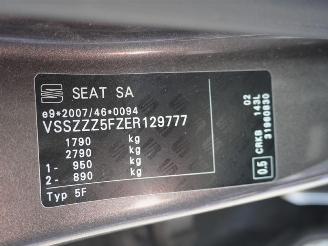 SEAT SA
e9*2007/46*0094
VSSZZZ5FZER129777
1790 kg
2790 kg
1- 950 kg
2- 890 kg
Typ 5F
02
143L
CRKB 31960830
0.5